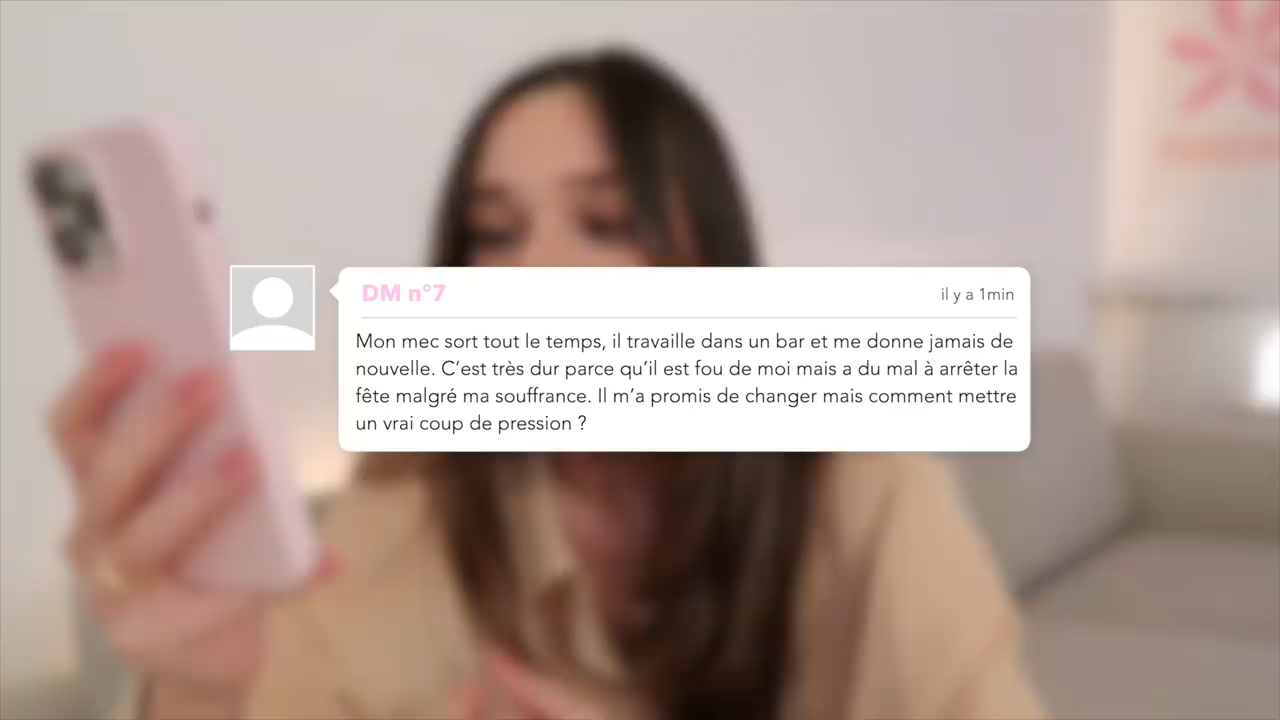 DM n°7
il y a 1min
Mon mec sort tout le temps, il travaille dans un bar et me donne jamais de
nouvelle. C’est très dur parce qu’il est fou de moi mais a du mal à arrêter la
fête malgré ma souffrance. Il m’a promis de changer mais comment mettre
un vrai coup de pression ?